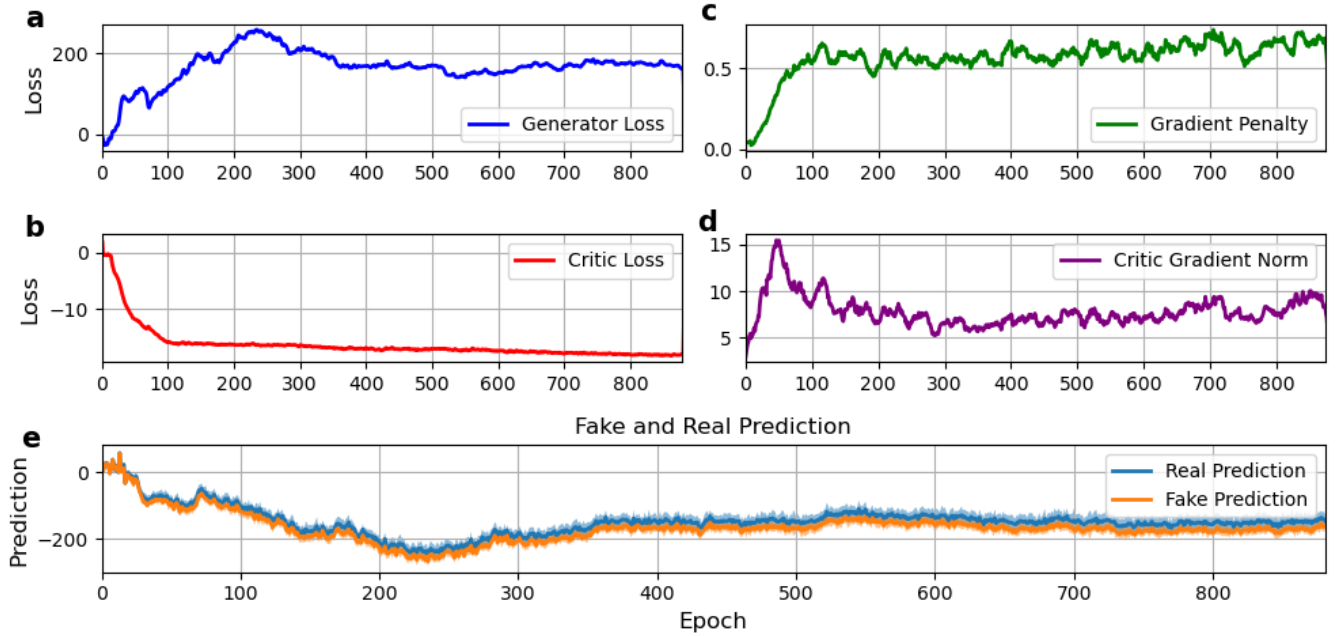 a
Loss
200
0
Generator Loss
0 100 200 300 400 500 600 700 800
c
0.5
0.0
Gradient Penalty
0 100 200 300 400 500 600 700 800
b
Loss
0
−10
Critic Loss
0 100 200 300 400 500 600 700 800
d
15
10
5
Critic Gradient Norm
0 100 200 300 400 500 600 700 800
e
Fake and Real Prediction
Prediction
0
−200
Real Prediction
Fake Prediction
0 100 200 300 400 500 600 700 800
Epoch